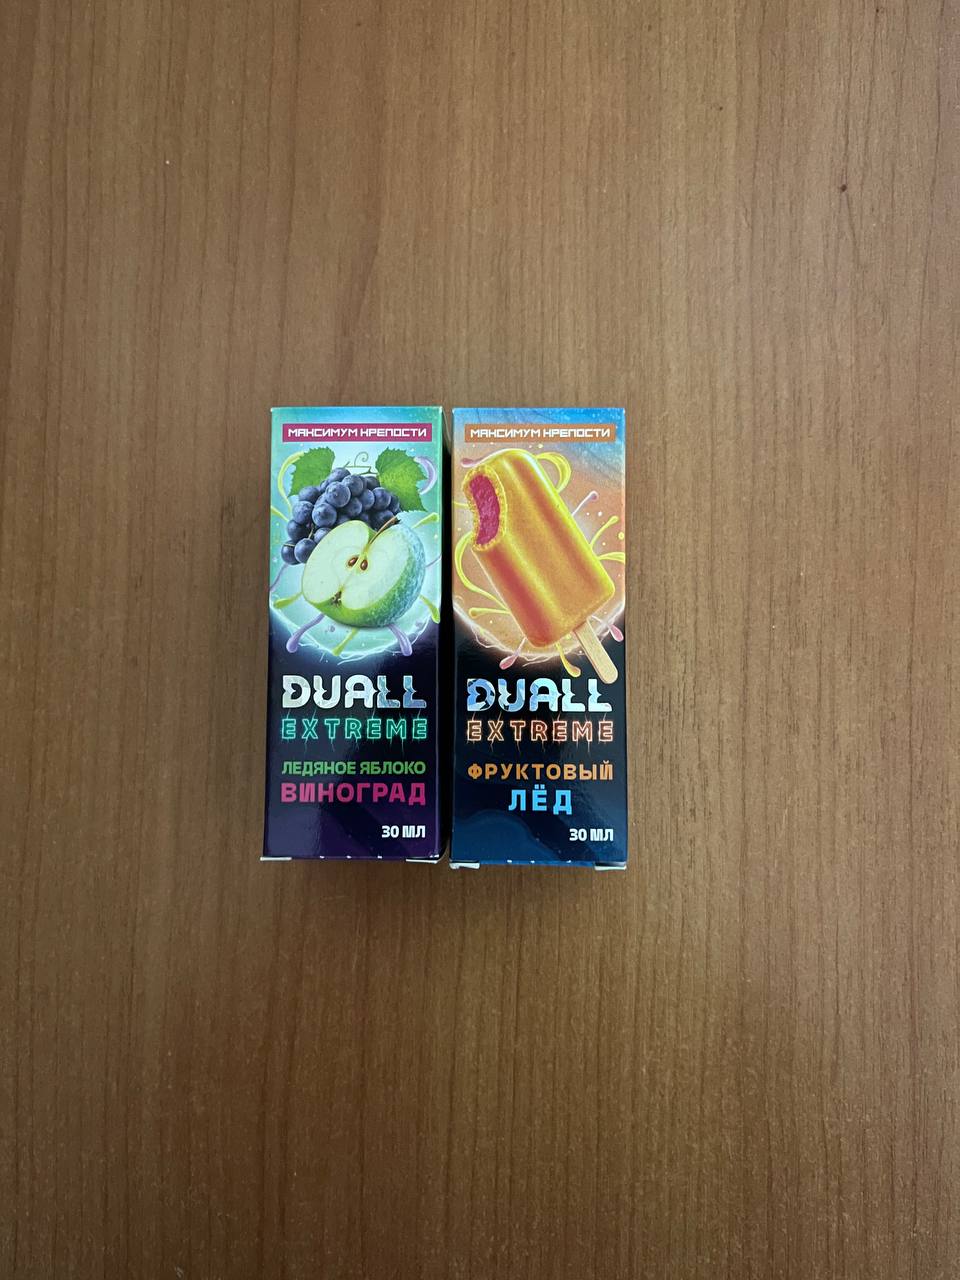 МАКСИМУМ КРЕПОСТИ
DUALL
EXTREME
ЛЕДЯНОЕ ЯБЛОКО
ВИНОГРАД
30 МЛ
МАКСИМУМ КРЕПОСТИ
DUALL
EXTREME
ФРУКТОВЫЙ
ЛЁД
30 МЛ